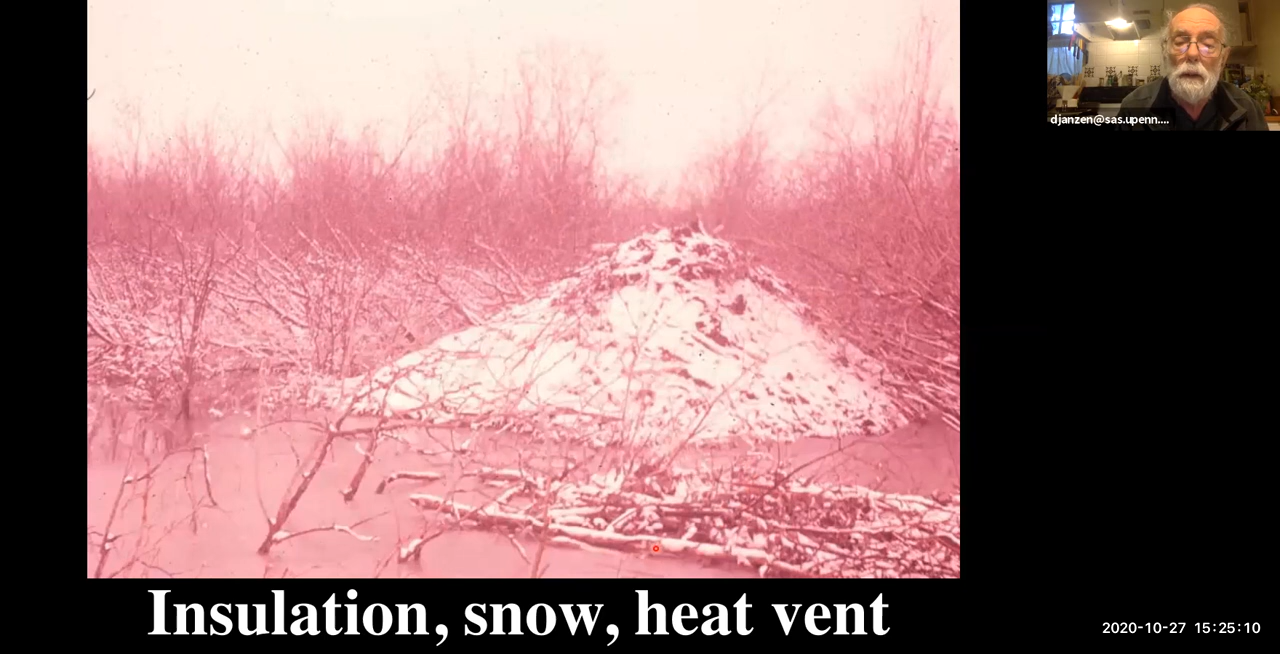 djanzen@sas.upenn....
Insulation, snow, heat vent
2020-10-27 15:25:10